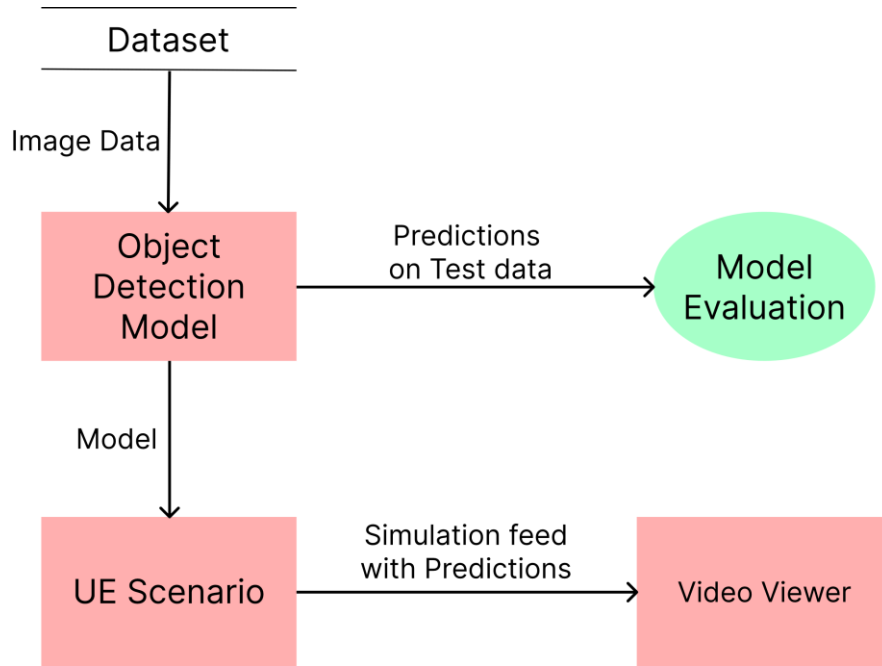 Dataset
Image Data
Object
Detection
Model
Predictions
on Test data
Model
Evaluation
Model
UE Scenario
Simulation feed
with Predictions
Video Viewer